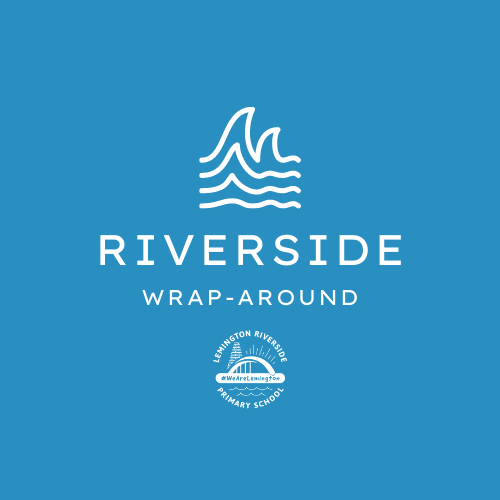 RIVERSIDE
WRAP-AROUND
LEMINGTON RIVERSIDE
#WeAreLemington
PRIMARY SCHOOL